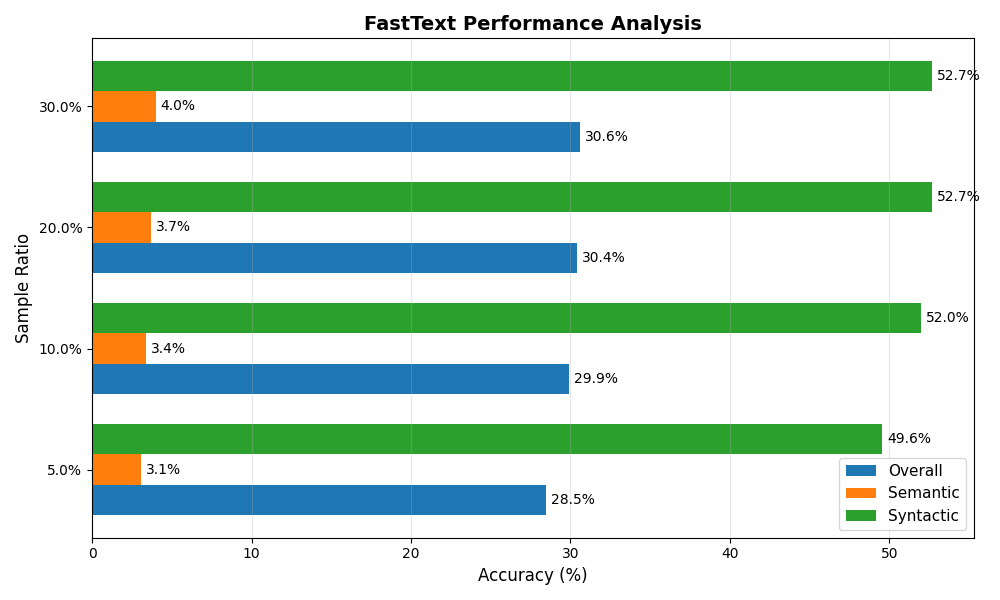 FastText Performance Analysis
Sample Ratio
30.0%
52.7%
4.0%
30.6%
20.0%
52.7%
3.7%
30.4%
10.0%
52.0%
3.4%
29.9%
5.0%
49.6%
3.1%
28.5%
Overall
Semantic
Syntactic
0 10 20 30 40 50
Accuracy (%)